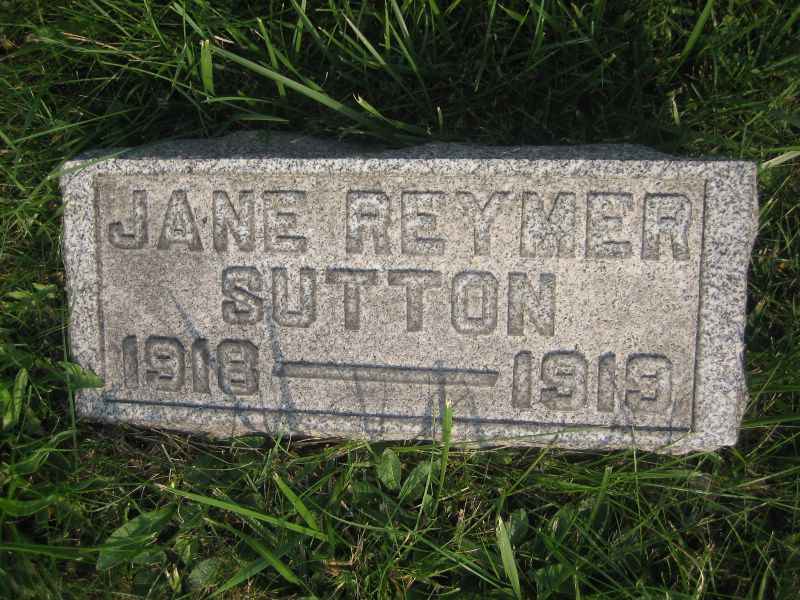 JANE REYMER
SUTTON
1918 — 1919